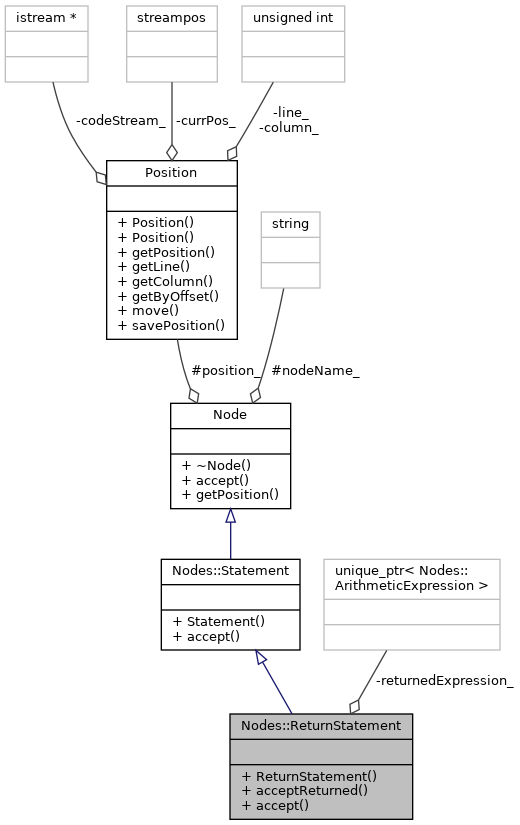 istream *
streampos
unsigned int
-codeStream_
-currPos_
-line_
-column_
Position
+ Position()
+ Position()
+ getPosition()
+ getLine()
+ getColumn()
+ getByOffset()
+ move()
+ savePosition()
string
#position_
#nodeName_
Node
+ ~Node()
+ accept()
+ getPosition()
Nodes::Statement
+ Statement()
+ accept()
unique_ptr< Nodes::
ArithmeticExpression >
-returnedExpression_
Nodes::ReturnStatement
+ ReturnStatement()
+ acceptReturned()
+ accept()